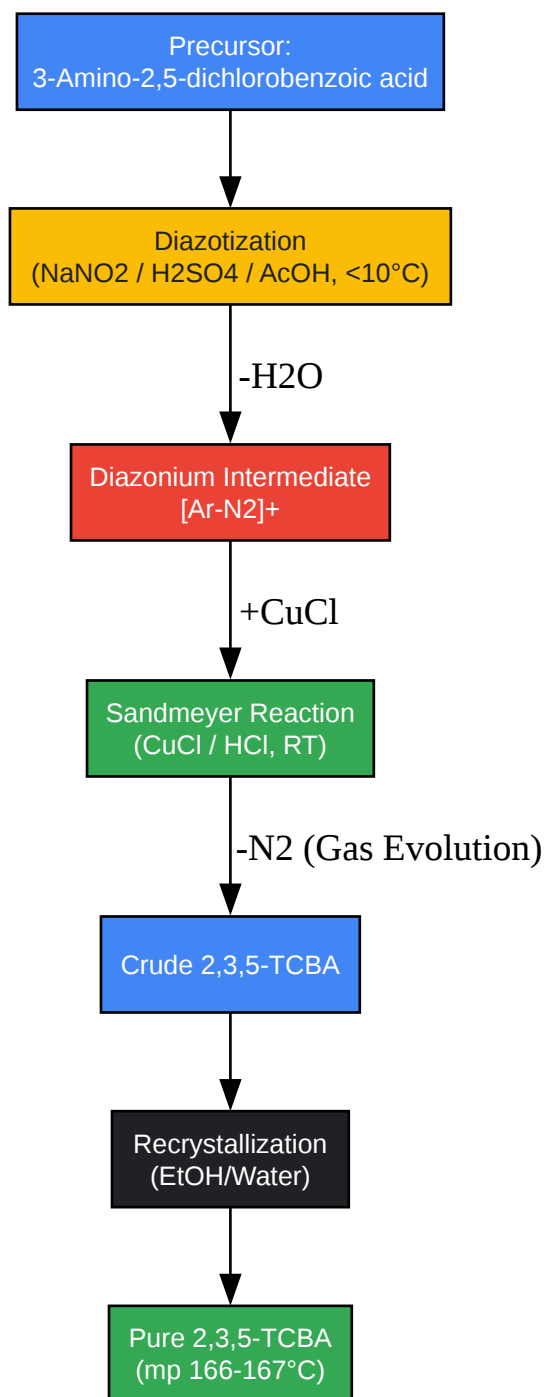 Precursor:
3-Amino-2,5-dichlorobenzoic acid
Diazotization
(NaNO2 / H2SO4 / AcOH, <10°C)
-H2O
Diazonium Intermediate
[Ar-N2]+
+CuCl
Sandmeyer Reaction
(CuCl / HCl, RT)
-N2 (Gas Evolution)
Crude 2,3,5-TCBA
Recrystallization
(EtOH/Water)
Pure 2,3,5-TCBA
(mp 166-167°C)